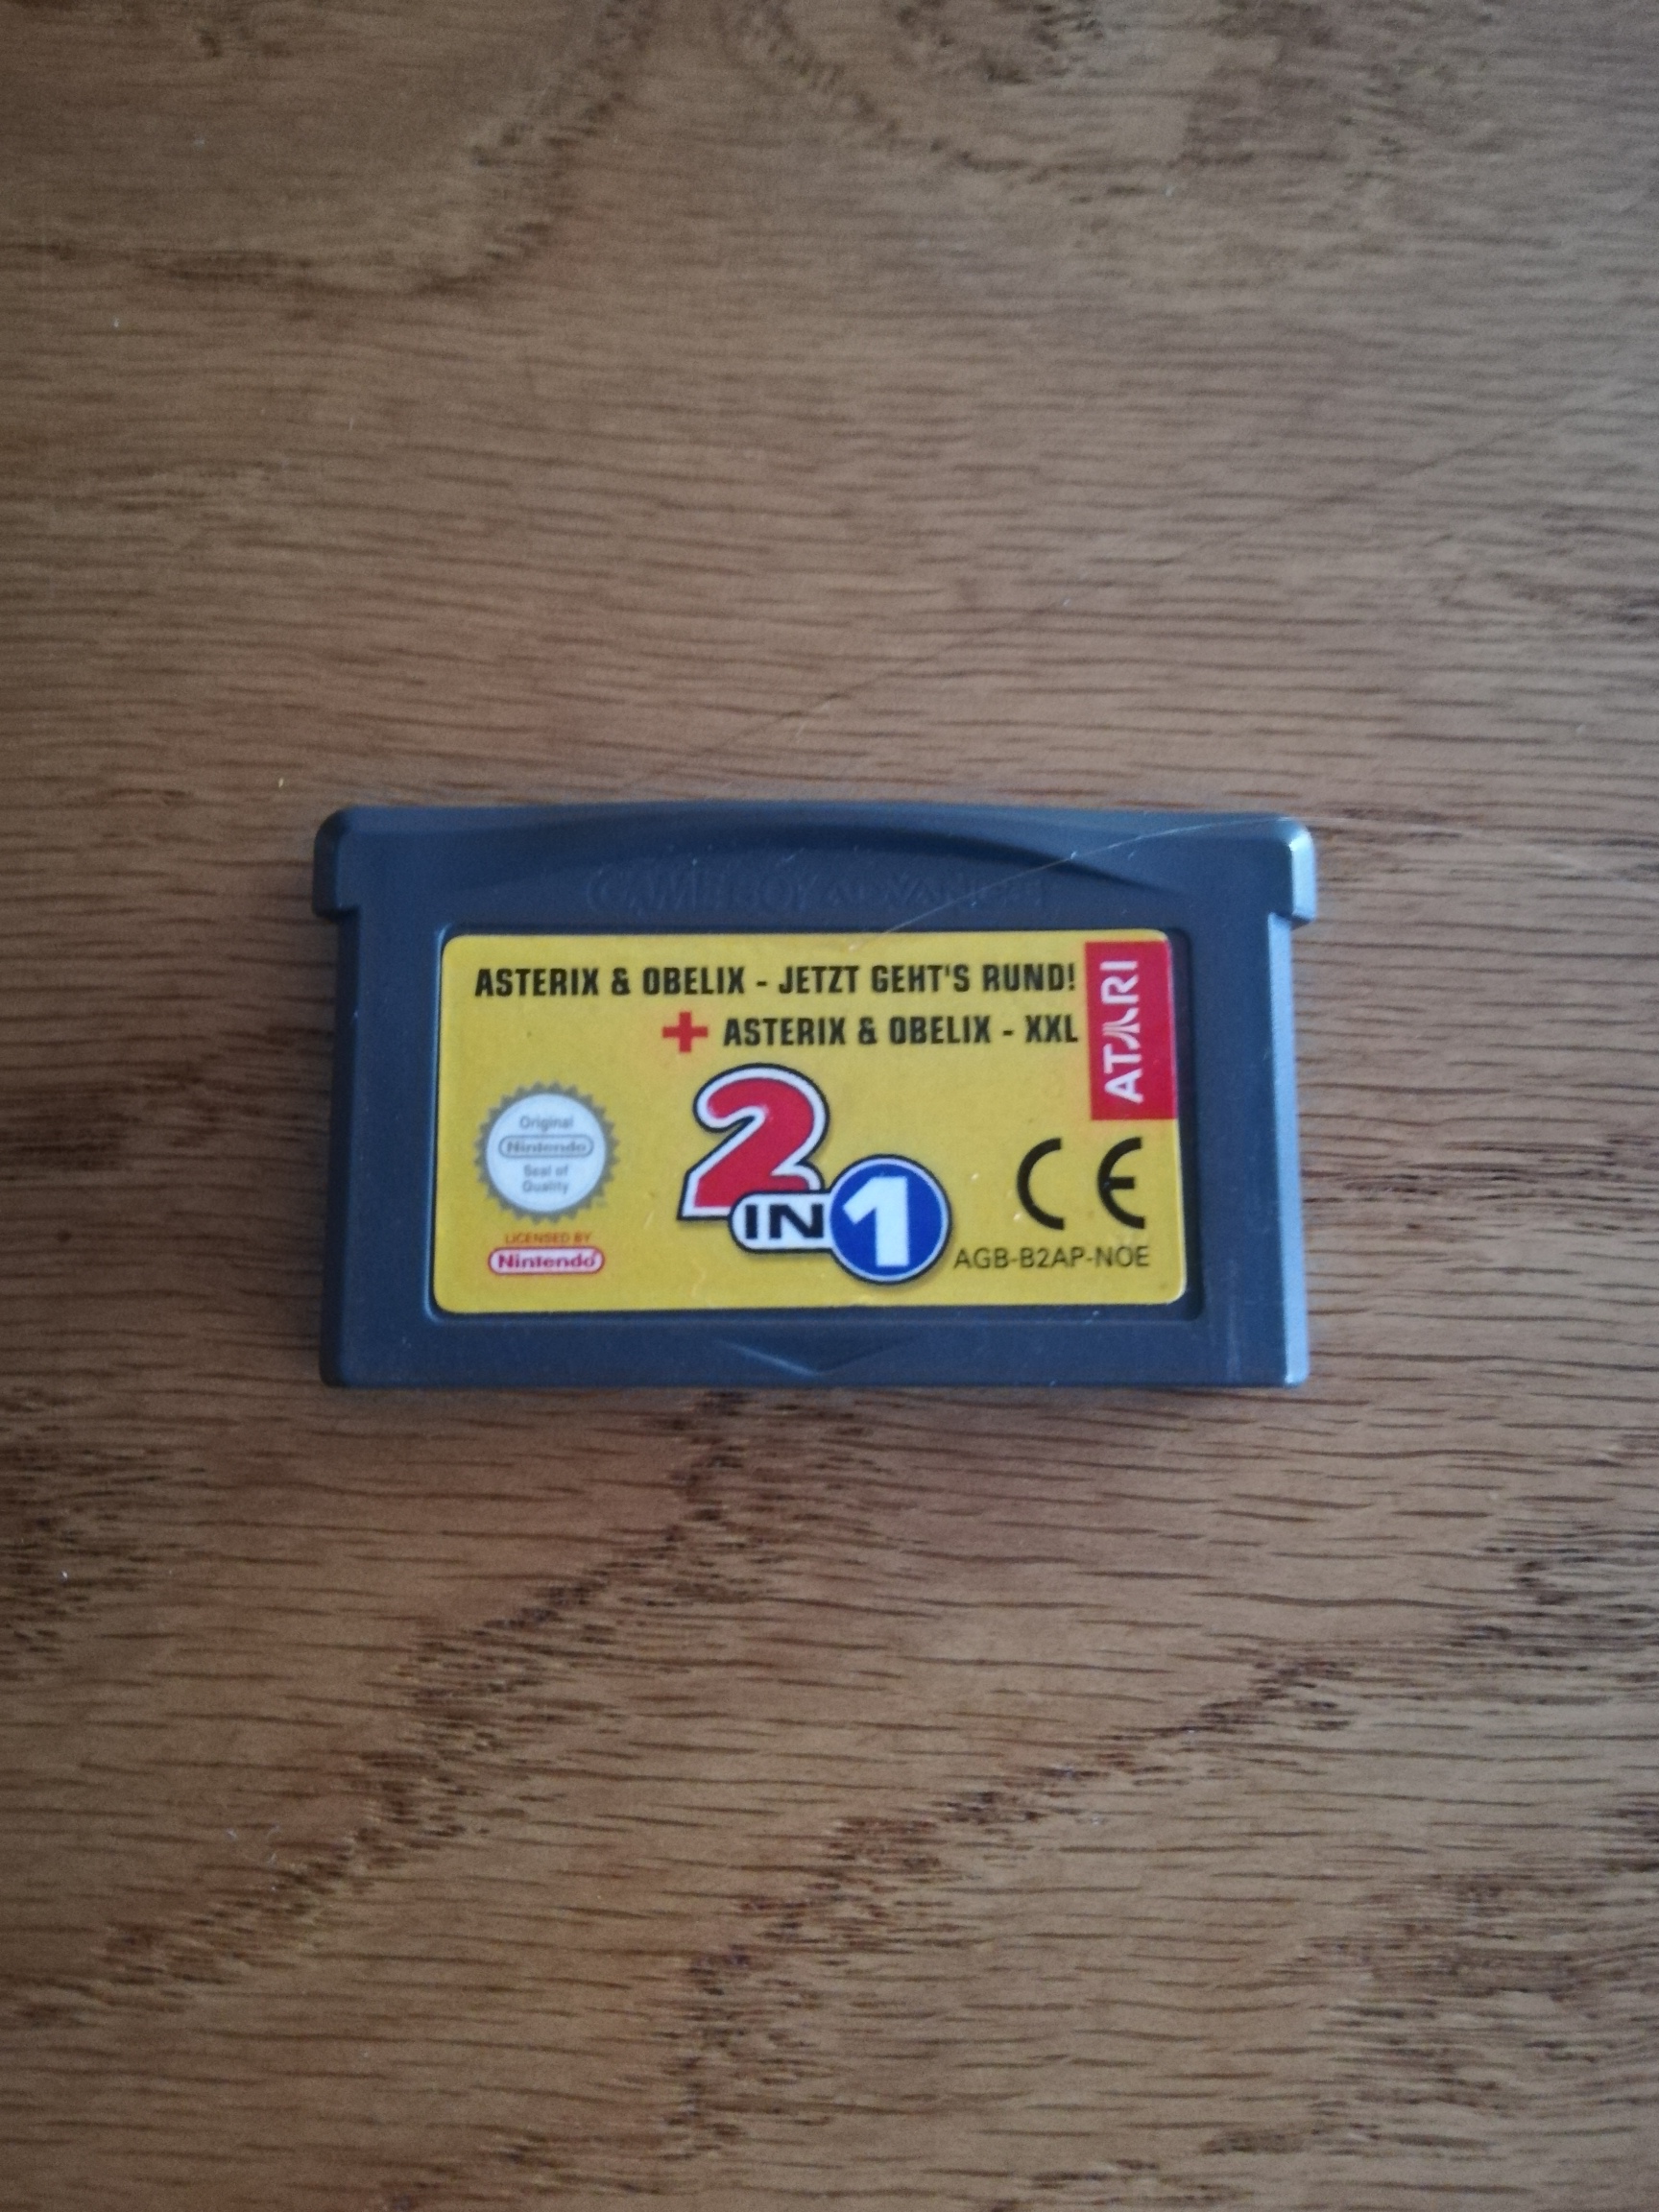 GAME BOY ADVANCE
ASTERIX & OBELIX - JETZT GEHT'S RUND!
+ ASTERIX & OBELIX - XXL
ATARI
2 IN 1
Original
Nintendo
Seal of
Quality
LICENSED BY
Nintendo
CE
AGB-B2AP-NOE